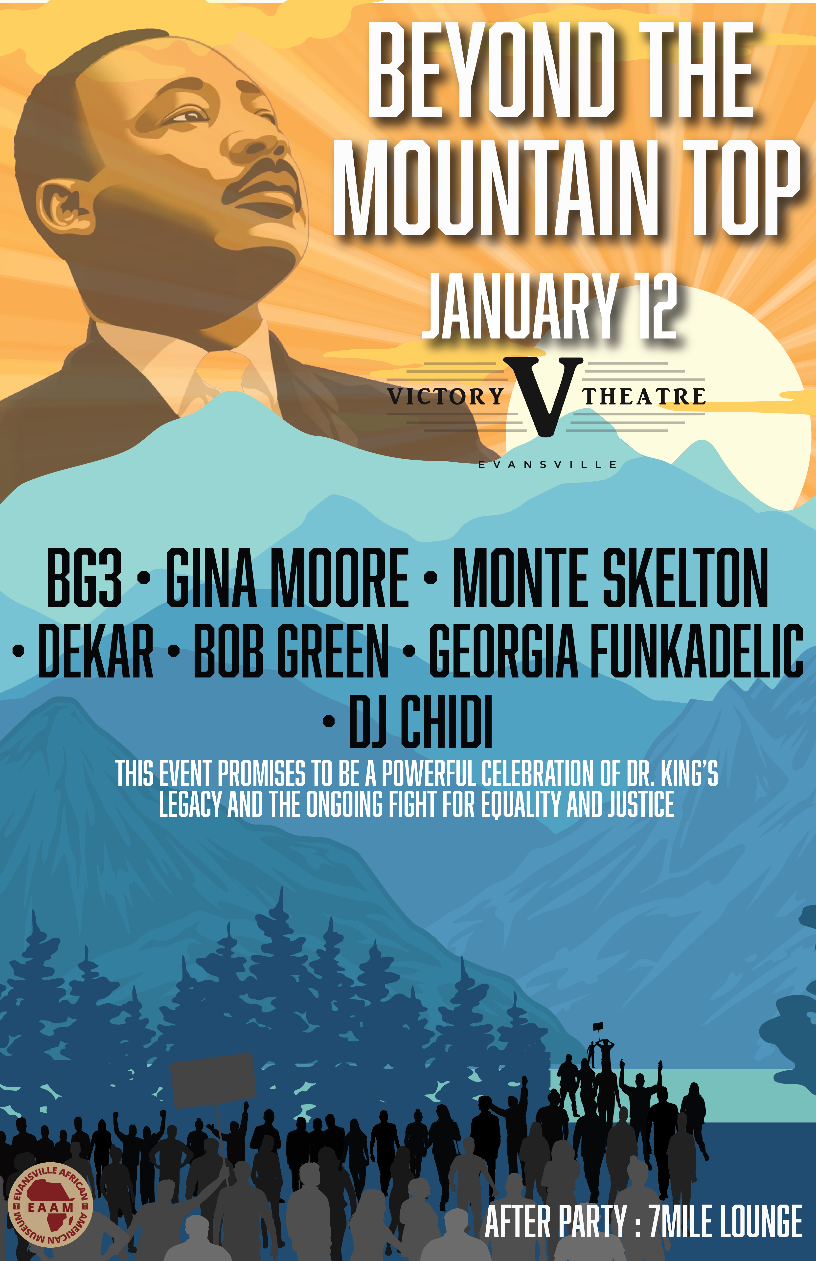 BEYOND THE
MOUNTAIN TOP
JANUARY 12
VICTORY V THEATRE
EVANSVILLE
BG3 • GINA MOORE • MONTE SKELTON
• DEKAR • BOB GREEN • GEORGIA FUNKADELIC
• DJ CHIDI
THIS EVENT PROMISES TO BE A POWERFUL CELEBRATION OF DR. KING'S
LEGACY AND THE ONGOING FIGHT FOR EQUALITY AND JUSTICE
EVANSVILLE AFRICAN
EAAM
AMERICAN MUSEUM
AFTER PARTY : 7MILE LOUNGE